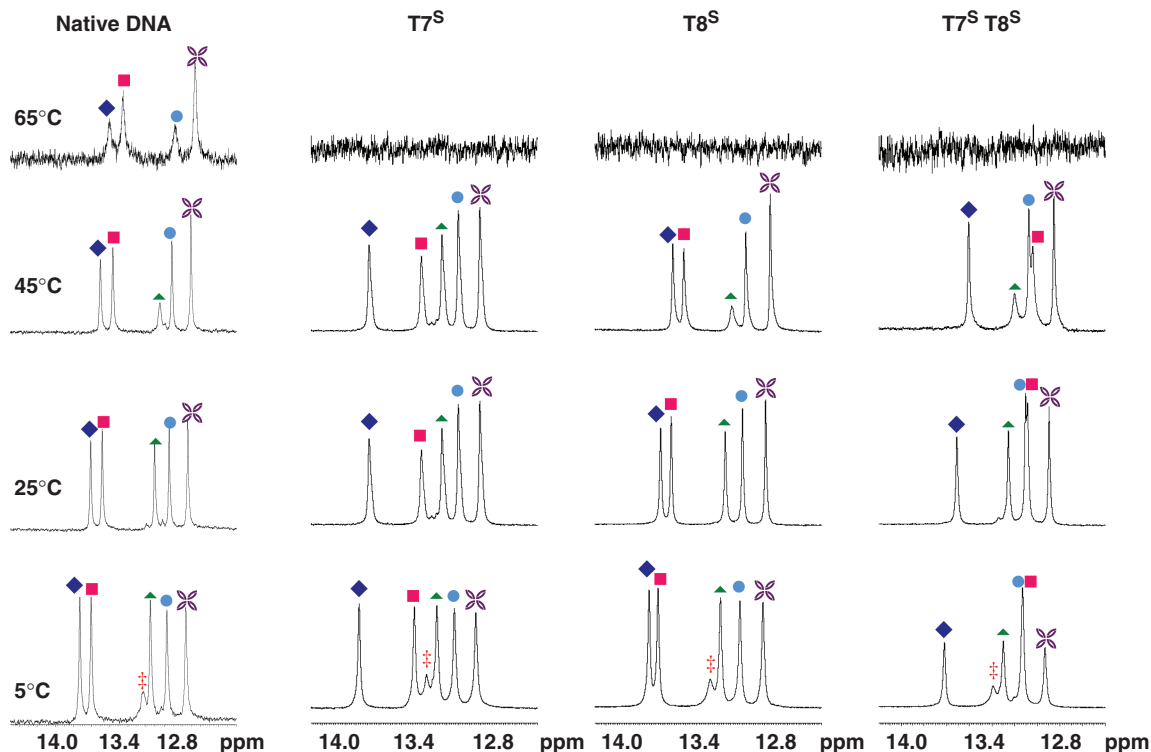 Native DNA T7S T8S T7S T8S
65°C
45°C
25°C
‡ ‡ ‡ ‡
5°C
14.0 13.4 12.8 ppm 14.0 13.4 12.8 ppm 14.0 13.4 12.8 ppm 14.0 13.4 12.8 ppm